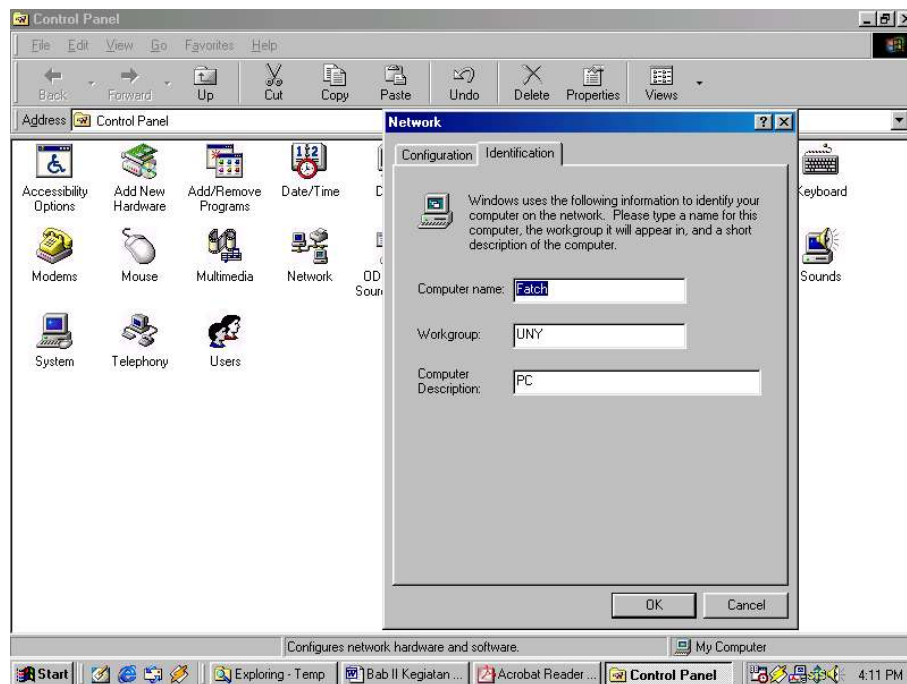 Control Panel
File Edit View Go Favorites Help
Back Forward Up Cut Copy Paste Undo Delete Properties Views
Address Control Panel
Accessibility Options
Add New Hardware
Add/Remove Programs
Date/Time
Keyboard
Modems
Mouse
Multimedia
Network
Sounds
System
Telephony
Users
Network
Configuration Identification
Windows uses the following information to identify your
computer on the network. Please type a name for this
computer, the workgroup it will appear in, and a short
description of the computer.
Computer name: Fatch
Workgroup: UNY
Computer
Description: PC
OK Cancel
Configures network hardware and software. My Computer
Start Exploring - Temp Bab II Kegiatan ... Acrobat Reader ... Control Panel 4:11 PM